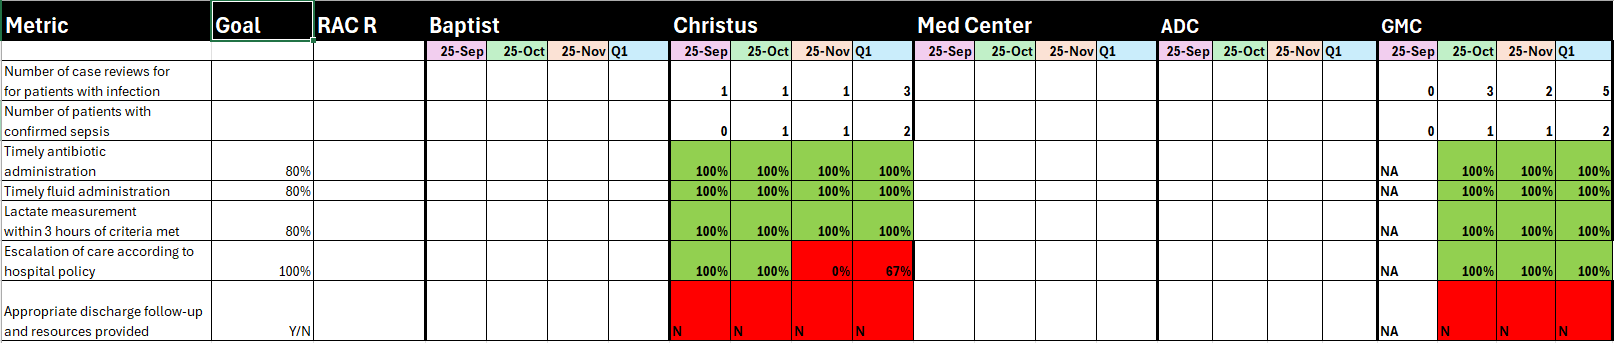 Metric Goal RAC R Baptist Christus Med Center ADC GMC
25-Sep 25-Oct 25-Nov Q1 25-Sep 25-Oct 25-Nov Q1 25-Sep 25-Oct 25-Nov Q1 25-Sep 25-Oct 25-Nov Q1 25-Sep 25-Oct 25-Nov Q1
Number of case reviews for
for patients with infection 1 1 1 3 0 3 2 5
Number of patients with
confirmed sepsis 0 1 1 2 0 1 1 2
Timely antibiotic
administration 80% 100% 100% 100% 100% NA 100% 100% 100%
Timely fluid administration 80% 100% 100% 100% 100% NA 100% 100% 100%
Lactate measurement
within 3 hours of criteria met 80% 100% 100% 100% 100% NA 100% 100% 100%
Escalation of care according to
hospital policy 100% 100% 100% 0% 67% NA 100% 100% 100%
Appropriate discharge follow-up
and resources provided Y/N N N N N NA N N N